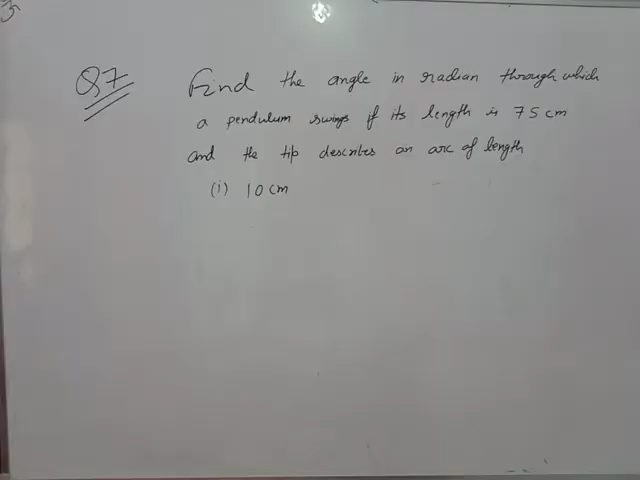 Q7 Find the angle in radian through which
a pendulum swings if its length is 75 cm
and the tip describes an arc of length
(i) 10 cm